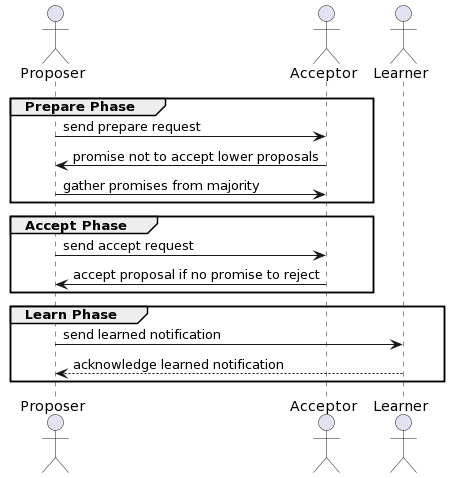 Proposer Acceptor Learner
Prepare Phase
send prepare request
promise not to accept lower proposals
gather promises from majority
Accept Phase
send accept request
accept proposal if no promise to reject
Learn Phase
send learned notification
acknowledge learned notification
Proposer Acceptor Learner